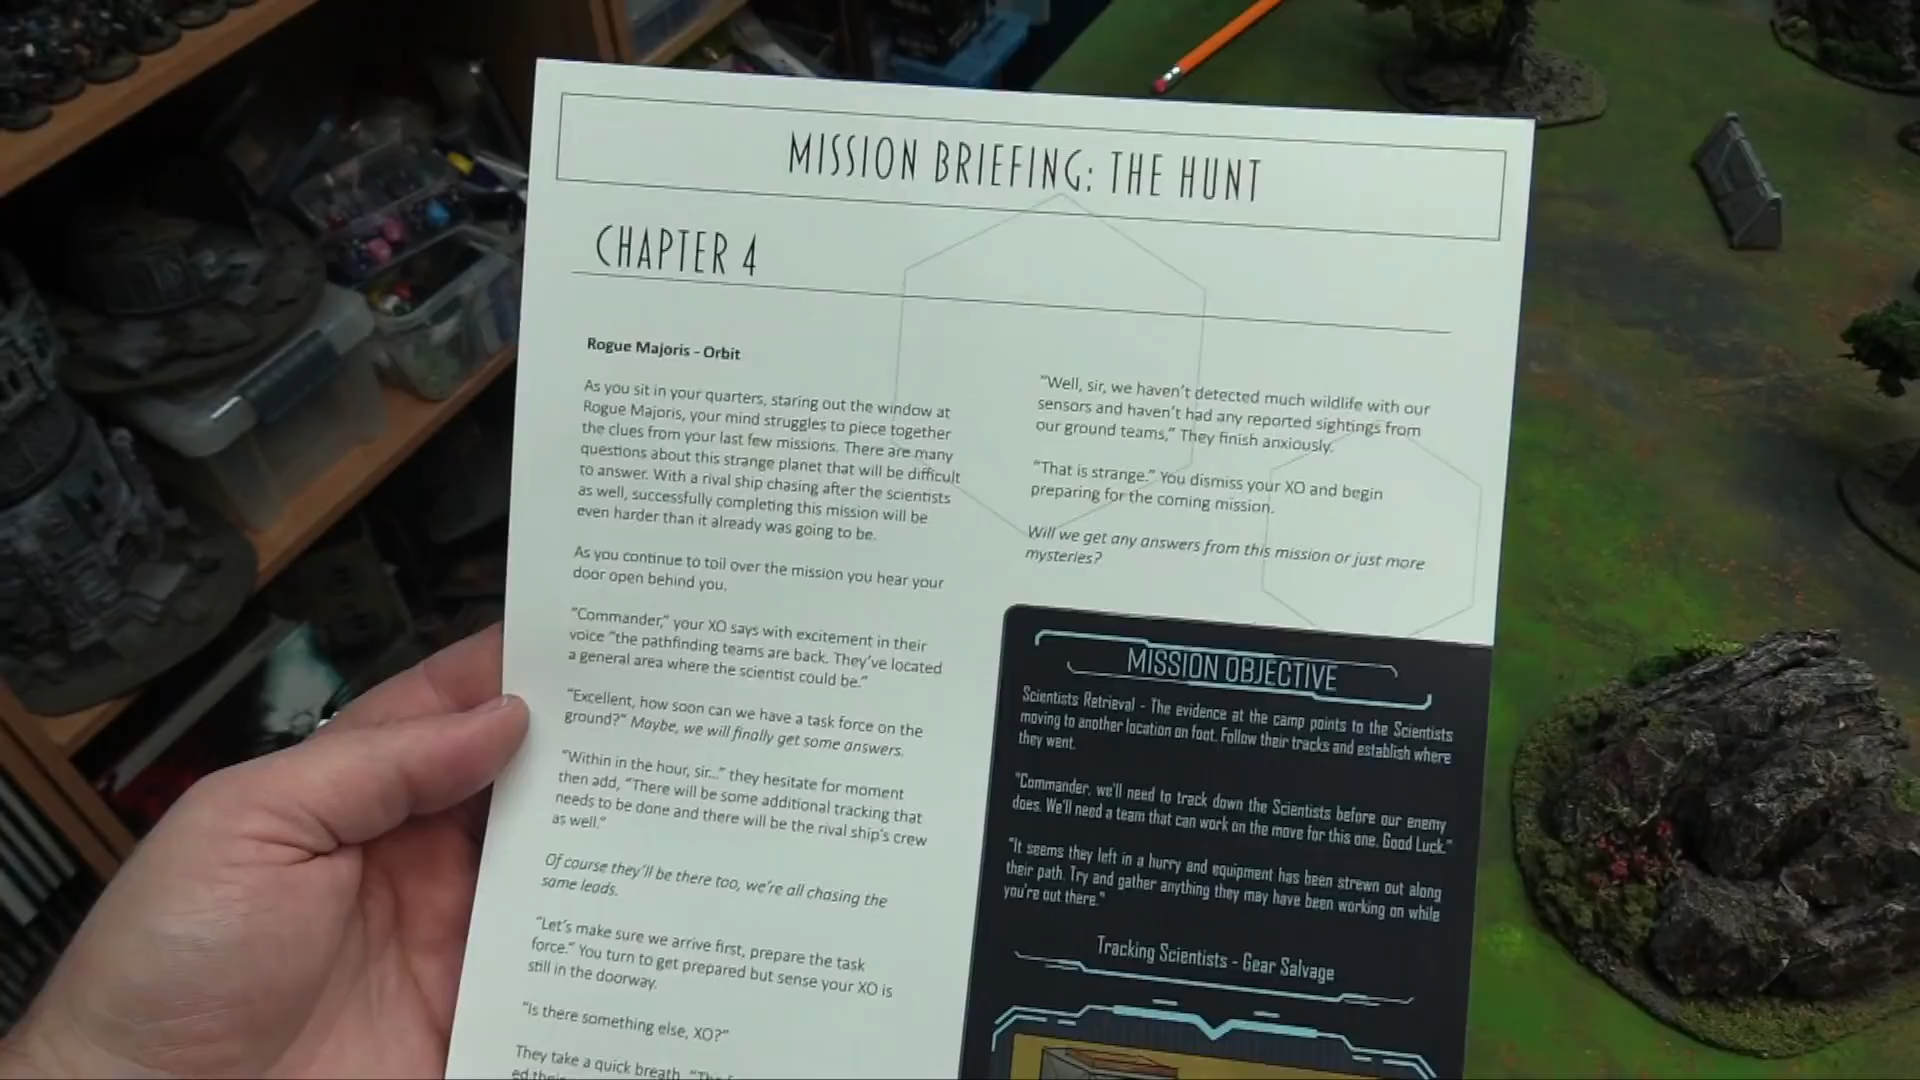 MISSION BRIEFING: THE HUNT
CHAPTER 4
Rogue Majoris - Orbit
As you sit in your quarters, staring out the window at
Rogue Majoris, your mind struggles to piece together
the clues from your last few missions. There are many
questions about this strange planet that will be difficult
to answer. With a rival ship chasing after the scientists
as well, successfully completing this mission will be
even harder than it already was going to be.
As you continue to toil over the mission you hear your
door open behind you.
"Commander," your XO says with excitement in their
voice "the pathfinding teams are back. They've located
a general area where the scientist could be."
"Excellent, how soon can we have a task force on the
ground?" Maybe, we will finally get some answers.
"Within in the hour, sir..." they hesitate for moment
then add, "There will be some additional tracking that
needs to be done and there will be the rival ship's crew
as well."
Of course they'll be there too, we're all chasing the
same leads.
"Let's make sure we arrive first, prepare the task
force." You turn to get prepared but sense your XO is
still in the doorway.
"Is there something else, XO?"
They take a quick breath.
"Well, sir, we haven't detected much wildlife with our
sensors and haven't had any reported sightings from
our ground teams," They finish anxiously.
"That is strange." You dismiss your XO and begin
preparing for the coming mission.
Will we get any answers from this mission or just more
mysteries?
MISSION OBJECTIVE
Scientists Retrieval - The evidence at the camp points to the Scientists
moving to another location on foot. Follow their tracks and establish where
they went.
"Commander, we'll need to track down the Scientists before our enemy
does. We'll need a team that can work on the move for this one. Good Luck."
"It seems they left in a hurry and equipment has been strewn out along
their path. Try and gather anything they may have been working on while
you're out there."
Tracking Scientists - Gear Salvage